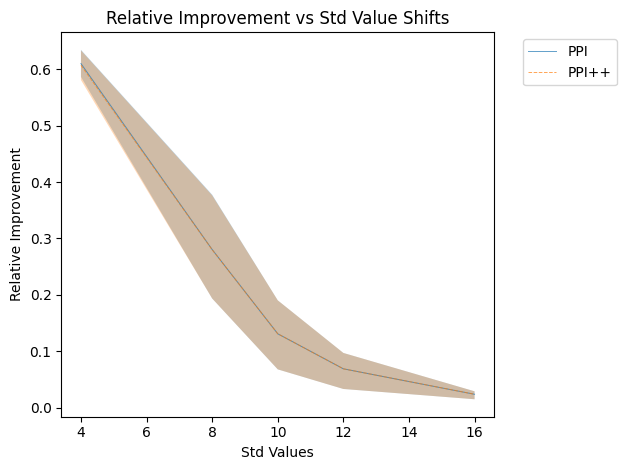 Relative Improvement vs Std Value Shifts
PPI
PPI++
Relative Improvement
0.6
0.5
0.4
0.3
0.2
0.1
0.0
4 6 8 10 12 14 16
Std Values